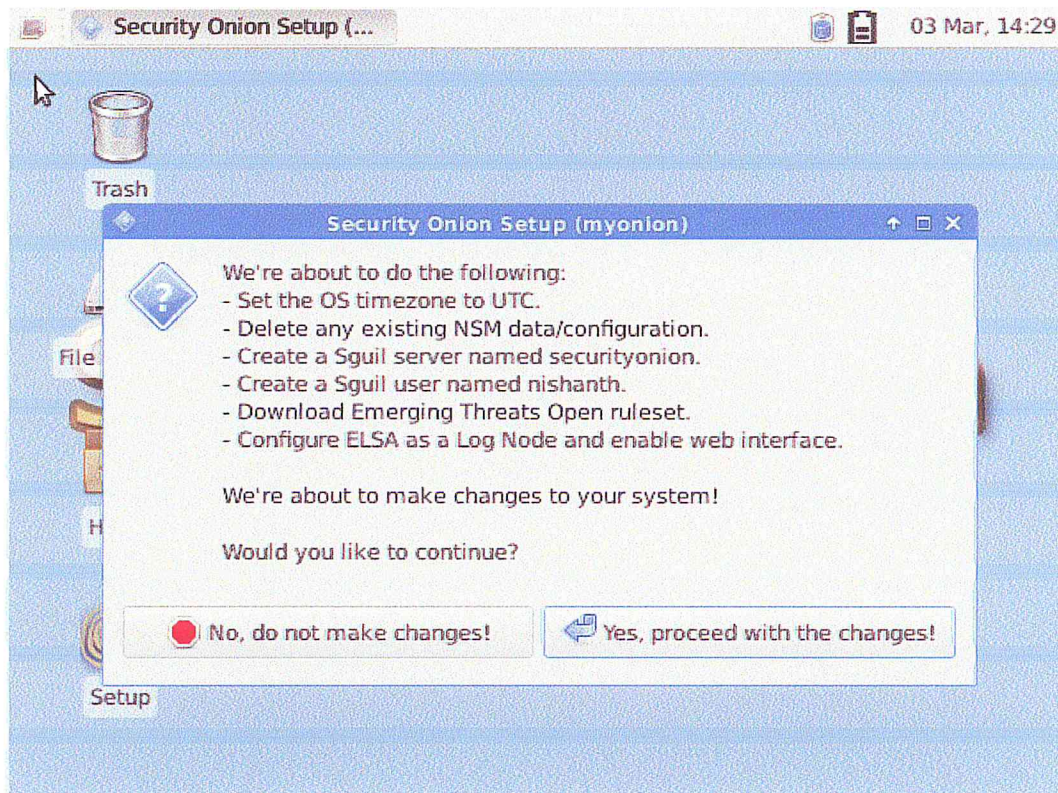 Security Onion Setup (...
03 Mar, 14:29
Trash
Security Onion Setup (myonion)
We're about to do the following:
- Set the OS timezone to UTC.
- Delete any existing NSM data/configuration.
- Create a Sguil server named securityonion.
- Create a Sguil user named nishanth.
- Download Emerging Threats Open ruleset.
- Configure ELSA as a Log Node and enable web interface.
We're about to make changes to your system!
Would you like to continue?
File
H
No, do not make changes!
Yes, proceed with the changes!
Setup